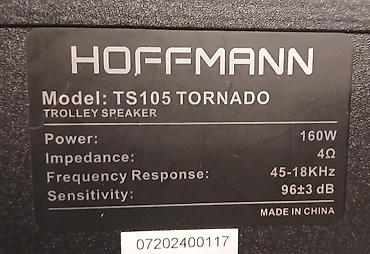 HOFFMANN
Model: TS105 TORNADO
TROLLEY SPEAKER
Power: 160W
Impedance: 4Ω
Frequency Response: 45-18KHz
Sensitivity: 96±3 dB
MADE IN CHINA
07202400117